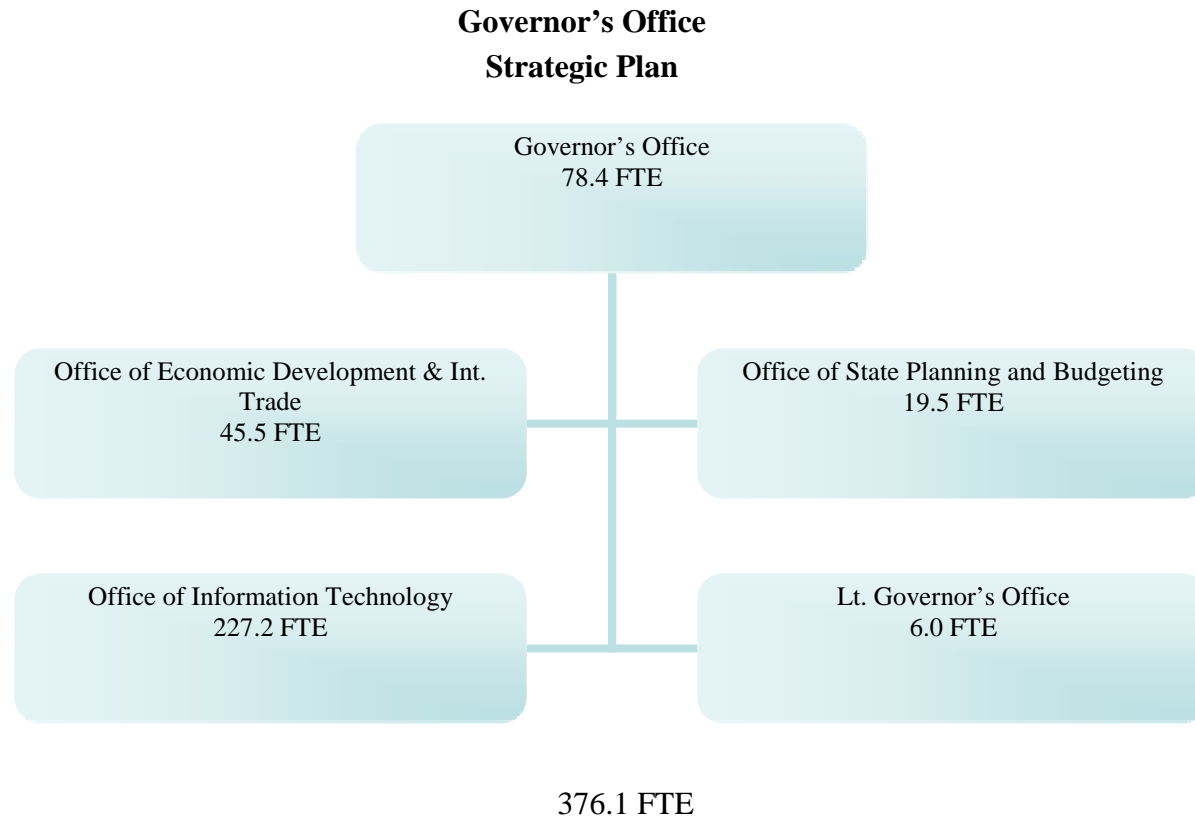 Governor’s Office
Strategic Plan
Governor’s Office
78.4 FTE
Office of Economic Development & Int.
Trade
45.5 FTE
Office of State Planning and Budgeting
19.5 FTE
Office of Information Technology
227.2 FTE
Lt. Governor’s Office
6.0 FTE
376.1 FTE